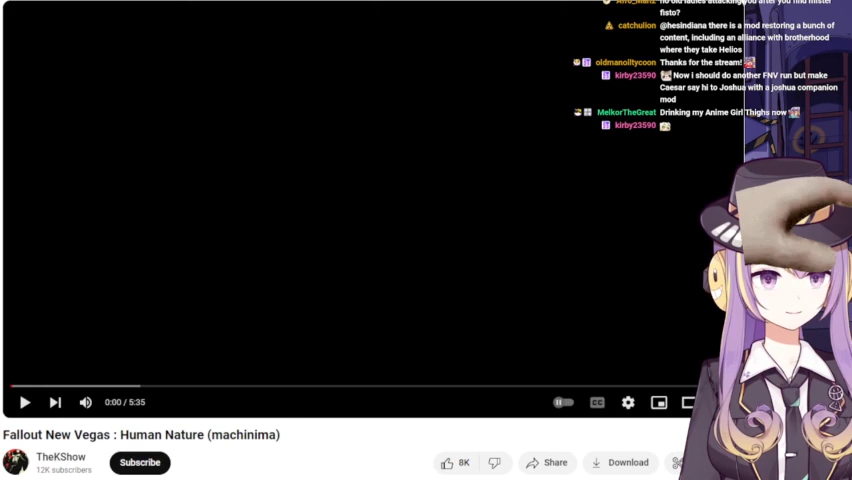 Afro_Manz no old ladies attacking you after you find mister
fisto?
catchulion @hesindiana there is a mod restoring a bunch of
content, including an alliance with brotherhood
where they take Helios
oldmanoiltycoon Thanks for the stream!
kirby23590 Now i should do another FNV run but make
Caesar say hi to Joshua with a joshua companion
mod
MelkorTheGreat Drinking my Anime Girl Thighs now
kirby23590
0:00 / 5:35
CC
Fallout New Vegas : Human Nature (machinima)
TheKShow
12K subscribers
Subscribe
8K
Share
Download